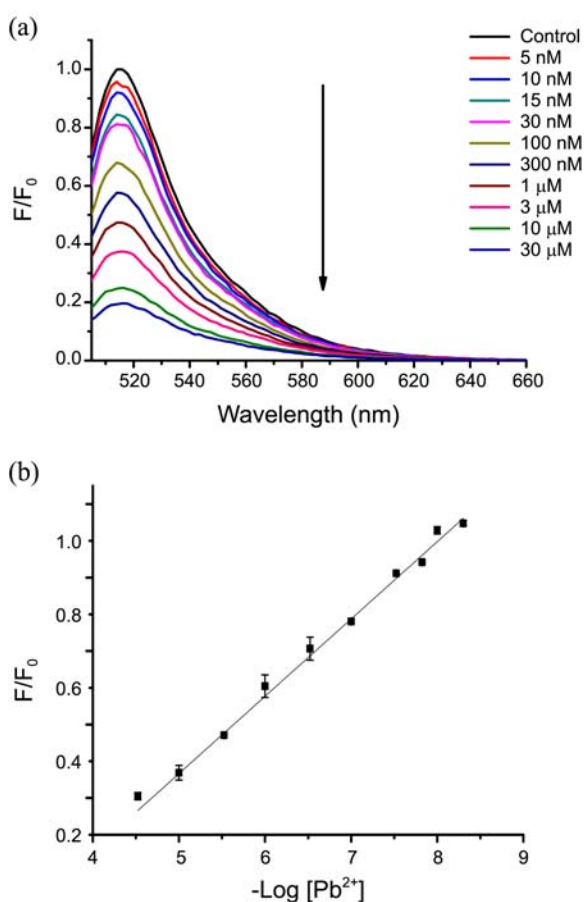 (a)
Control
5 nM
10 nM
15 nM
30 nM
100 nM
300 nM
1 μM
3 μM
10 μM
30 μM
F/F₀
1.0
0.8
0.6
0.4
0.2
0.0
520 540 560 580 600 620 640 660
Wavelength (nm)
(b)
F/F₀
1.0
0.8
0.6
0.4
0.2
4 5 6 7 8 9
-Log [Pb²⁺]